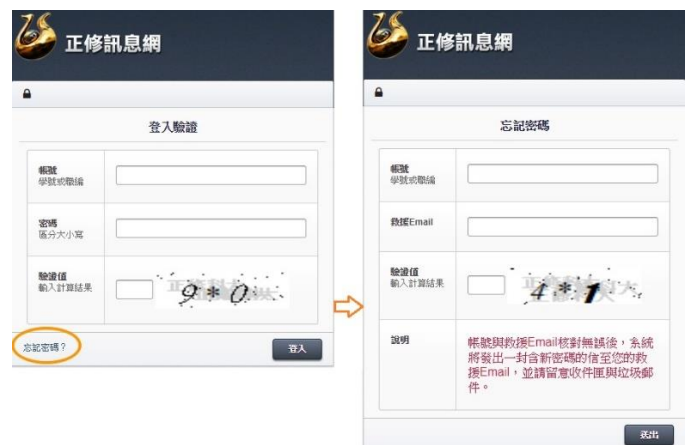 正修訊息網
登入驗證
帳號
學號或職編
密碼
區分大小寫
驗證值
輸入計算結果
9*0
忘記密碼？
登入
正修訊息網
忘記密碼
帳號
學號或職編
救援Email
驗證值
輸入計算結果
4*1
說明
帳號與救援Email核對無誤後，系統
將發出一封含新密碼的信至您的救
援Email，並請留意收件匣與垃圾郵
件。
送出